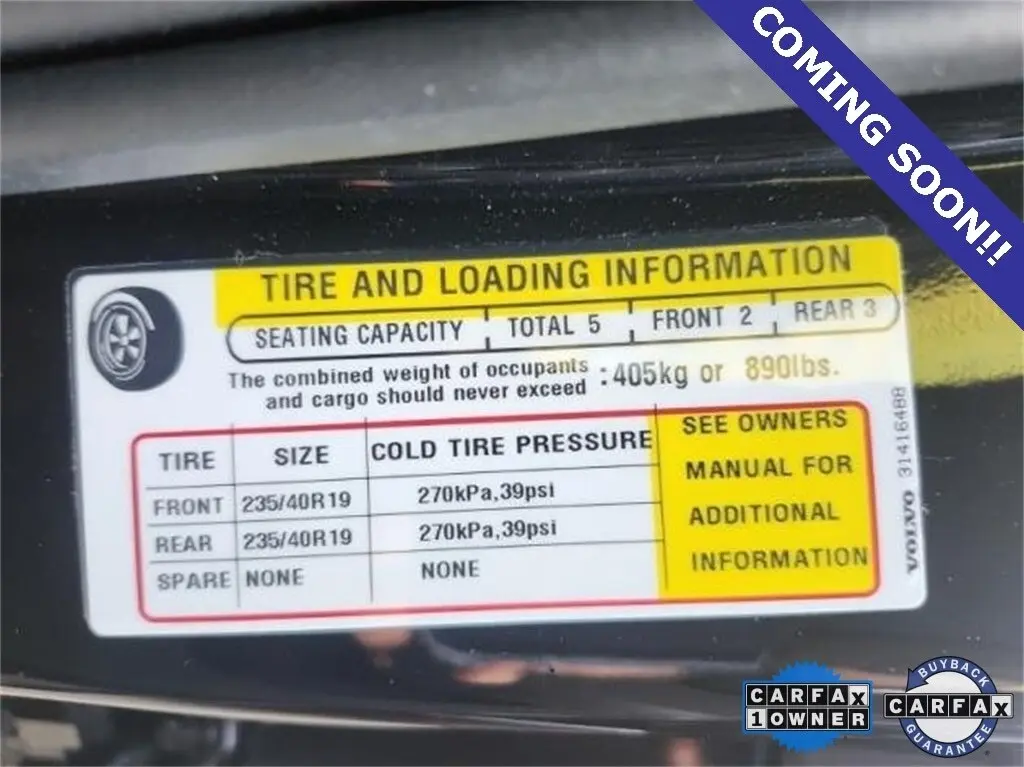 COMING SOON!!
TIRE AND LOADING INFORMATION
SEATING CAPACITY TOTAL 5 FRONT 2 REAR 3
The combined weight of occupants
and cargo should never exceed :405kg or 890lbs.
TIRE SIZE COLD TIRE PRESSURE
FRONT 235/40R19 270kPa,39psi
REAR 235/40R19 270kPa,39psi
SPARE NONE NONE
SEE OWNERS
MANUAL FOR
ADDITIONAL
INFORMATION
VOLVO 31416488
CARFAX
1 OWNER
BUYBACK
CARFAX
GUARANTEE